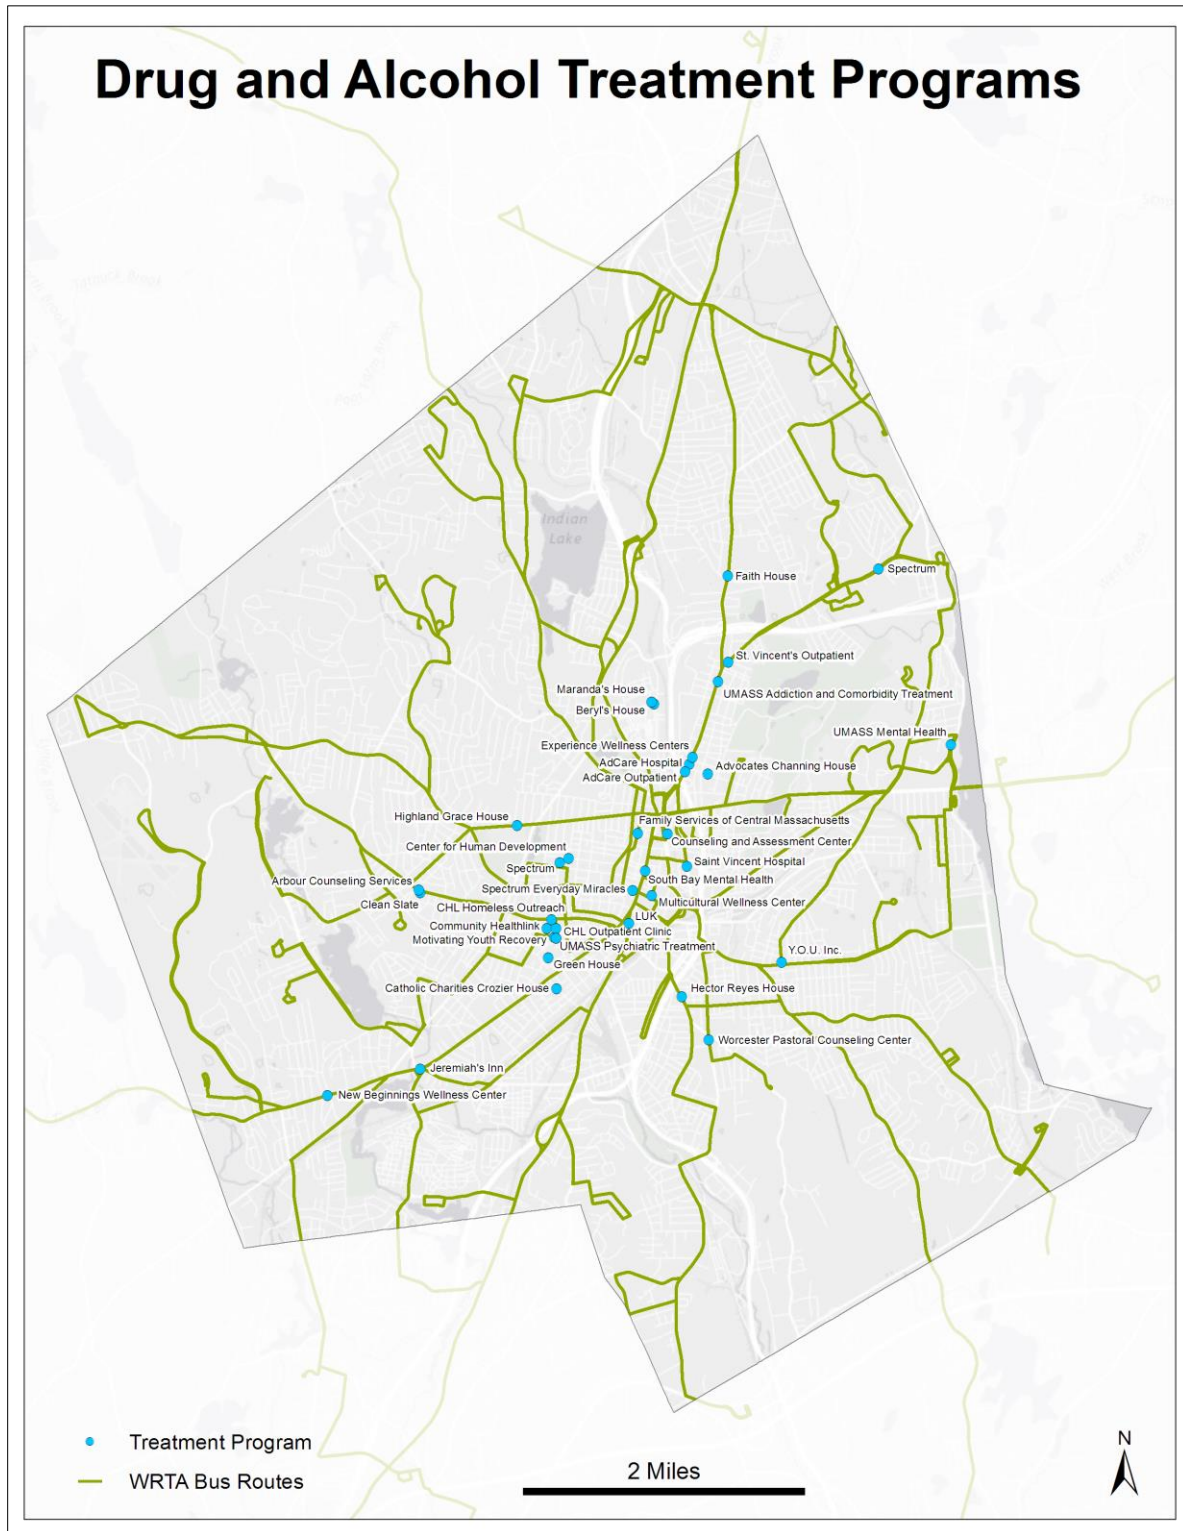 Drug and Alcohol Treatment Programs
Indian
Lake
Faith House
Spectrum
St. Vincent's Outpatient
Maranda's House
UMASS Addiction and Comorbidity Treatment
Beryl's House
UMASS Mental Health
Experience Wellness Centers
AdCare Hospital
Advocates Channing House
AdCare Outpatient
Highland Grace House
Family Services of Central Massachusetts
Counseling and Assessment Center
Center for Human Development
Spectrum
Saint Vincent Hospital
South Bay Mental Health
Arbour Counseling Services
Spectrum Everyday Miracles
Clean Slate
Multicultural Wellness Center
CHL Homeless Outreach
LUK
Community Healthlink
CHL Outpatient Clinic
Motivating Youth Recovery
UMASS Psychiatric Treatment
Y.O.U. Inc.
Green House
Catholic Charities Crozier House
Hector Reyes House
Worcester Pastoral Counseling Center
Jeremiah's Inn
New Beginnings Wellness Center
Treatment Program
WRTA Bus Routes
2 Miles
N